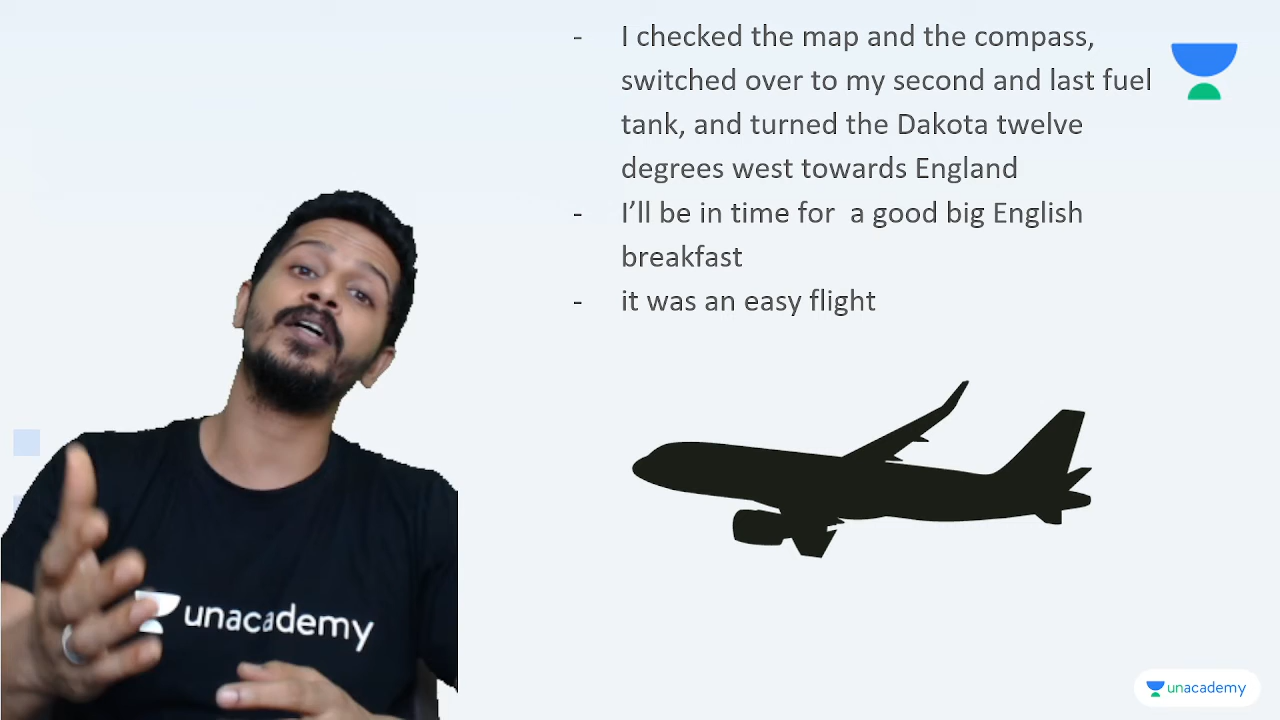 - I checked the map and the compass,
switched over to my second and last fuel
tank, and turned the Dakota twelve
degrees west towards England
- I’ll be in time for  a good big English
breakfast
- it was an easy flight
unacademy
unacademy